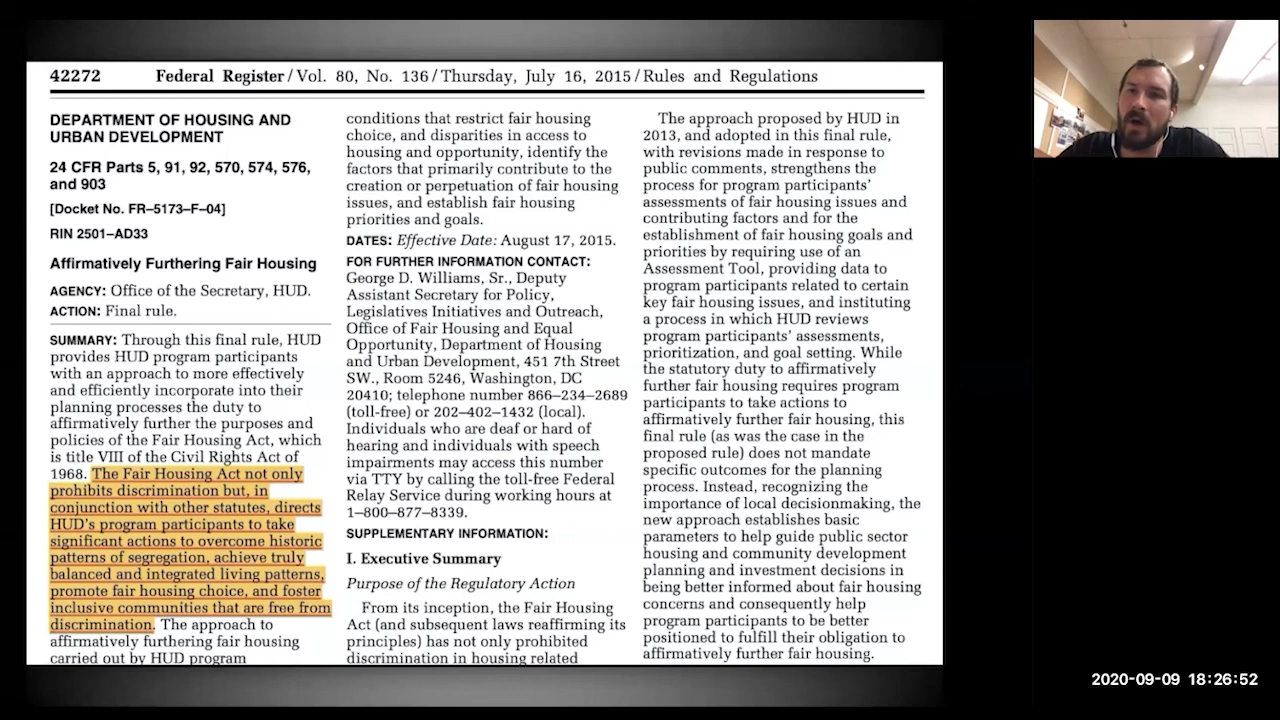 42272 Federal Register / Vol. 80, No. 136 / Thursday, July 16, 2015 / Rules and Regulations
DEPARTMENT OF HOUSING AND
URBAN DEVELOPMENT
24 CFR Parts 5, 91, 92, 570, 574, 576,
and 903
[Docket No. FR–5173–F–04]
RIN 2501–AD33
Affirmatively Furthering Fair Housing
AGENCY: Office of the Secretary, HUD.
ACTION: Final rule.
SUMMARY: Through this final rule, HUD
provides HUD program participants
with an approach to more effectively
and efficiently incorporate into their
planning processes the duty to
affirmatively further the purposes and
policies of the Fair Housing Act, which
is title VIII of the Civil Rights Act of
1968. The Fair Housing Act not only
prohibits discrimination but, in
conjunction with other statutes, directs
HUD's program participants to take
significant actions to overcome historic
patterns of segregation, achieve truly
balanced and integrated living patterns,
promote fair housing choice, and foster
inclusive communities that are free from
discrimination. The approach to
affirmatively furthering fair housing
carried out by HUD program
conditions that restrict fair housing
choice, and disparities in access to
housing and opportunity, identify the
factors that primarily contribute to the
creation or perpetuation of fair housing
issues, and establish fair housing
priorities and goals.
DATES: Effective Date: August 17, 2015.
FOR FURTHER INFORMATION CONTACT:
George D. Williams, Sr., Deputy
Assistant Secretary for Policy,
Legislatives Initiatives and Outreach,
Office of Fair Housing and Equal
Opportunity, Department of Housing
and Urban Development, 451 7th Street
SW., Room 5246, Washington, DC
20410; telephone number 866–234–2689
(toll-free) or 202–402–1432 (local).
Individuals who are deaf or hard of
hearing and individuals with speech
impairments may access this number
via TTY by calling the toll-free Federal
Relay Service during working hours at
1–800–877–8339.
SUPPLEMENTARY INFORMATION:
I. Executive Summary
Purpose of the Regulatory Action
From its inception, the Fair Housing
Act (and subsequent laws reaffirming its
principles) has not only prohibited
discrimination in housing related
The approach proposed by HUD in
2013, and adopted in this final rule,
with revisions made in response to
public comments, strengthens the
process for program participants'
assessments of fair housing issues and
contributing factors and for the
establishment of fair housing goals and
priorities by requiring use of an
Assessment Tool, providing data to
program participants related to certain
key fair housing issues, and instituting
a process in which HUD reviews
program participants' assessments,
prioritization, and goal setting. While
the statutory duty to affirmatively
further fair housing requires program
participants to take actions to
affirmatively further fair housing, this
final rule (as was the case in the
proposed rule) does not mandate
specific outcomes for the planning
process. Instead, recognizing the
importance of local decisionmaking, the
new approach establishes basic
parameters to help guide public sector
housing and community development
planning and investment decisions in
being better informed about fair housing
concerns and consequently help
program participants to be better
positioned to fulfill their obligation to
affirmatively further fair housing.
2020-09-09 18:26:52